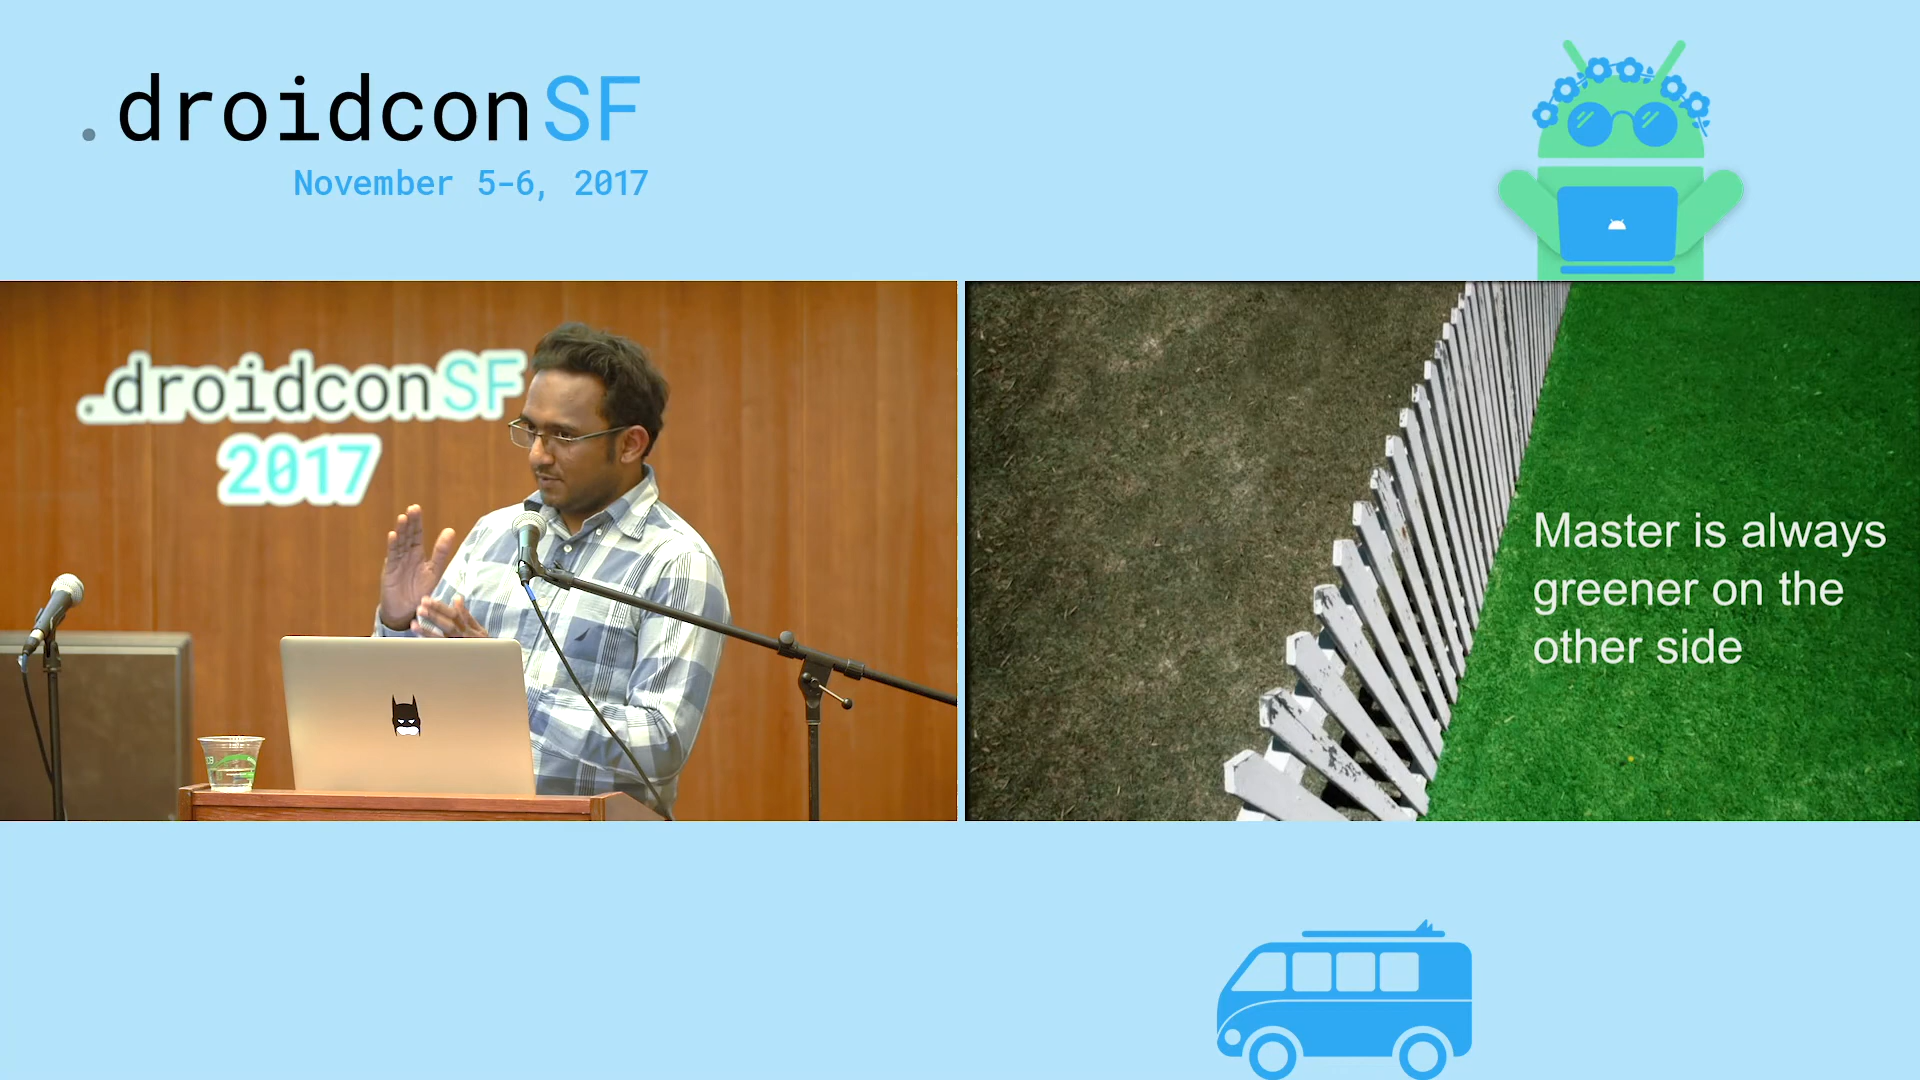 .droidconSF
November 5-6, 2017
.droidconSF
2017
Master is always
greener on the
other side